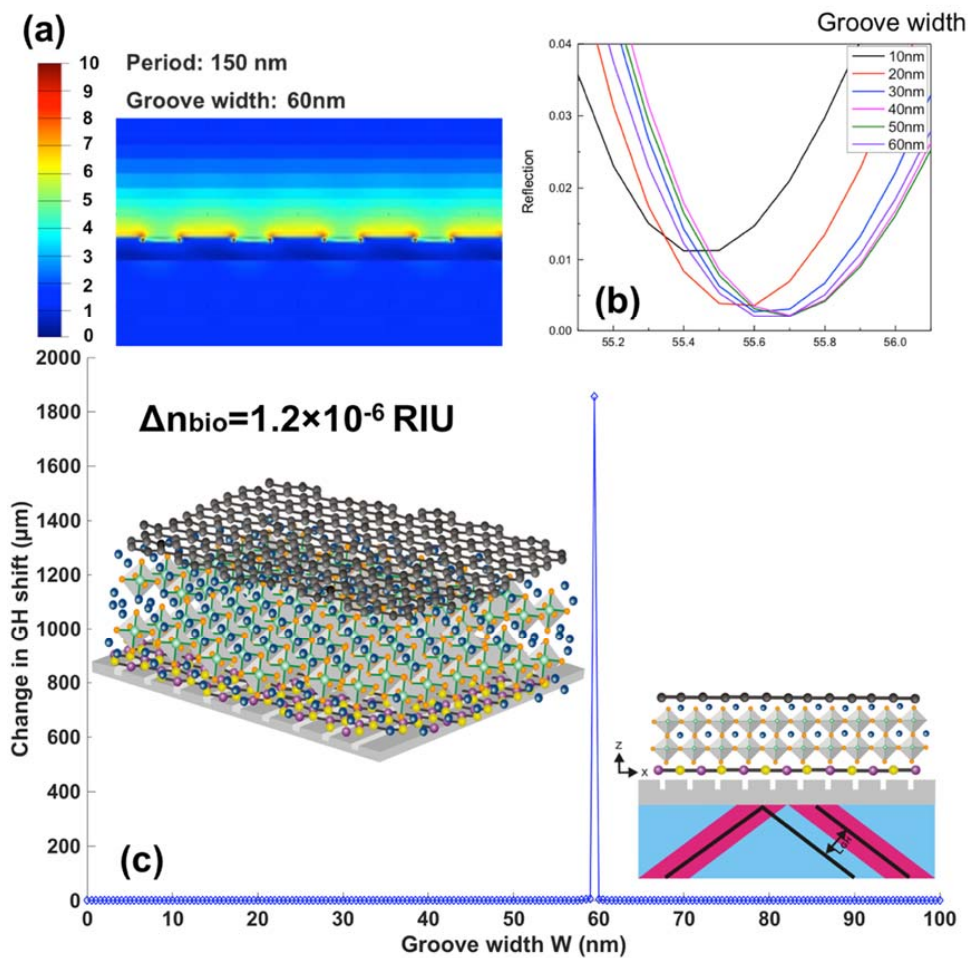 (a)
10
9
8
7
6
5
4
3
2
1
0
Period: 150 nm
Groove width: 60nm
Groove width
10nm
20nm
30nm
40nm
50nm
60nm
Reflection
0.04
0.03
0.02
0.01
0.00
55.2 55.4 55.6 55.8 56.0
(b)
Δnbio=1.2×10-6 RIU
Change in GH shift (μm)
2000
1800
1600
1400
1200
1000
800
600
400
200
0
z
x
(c)
0 10 20 30 40 50 60 70 80 90 100
Groove width W (nm)